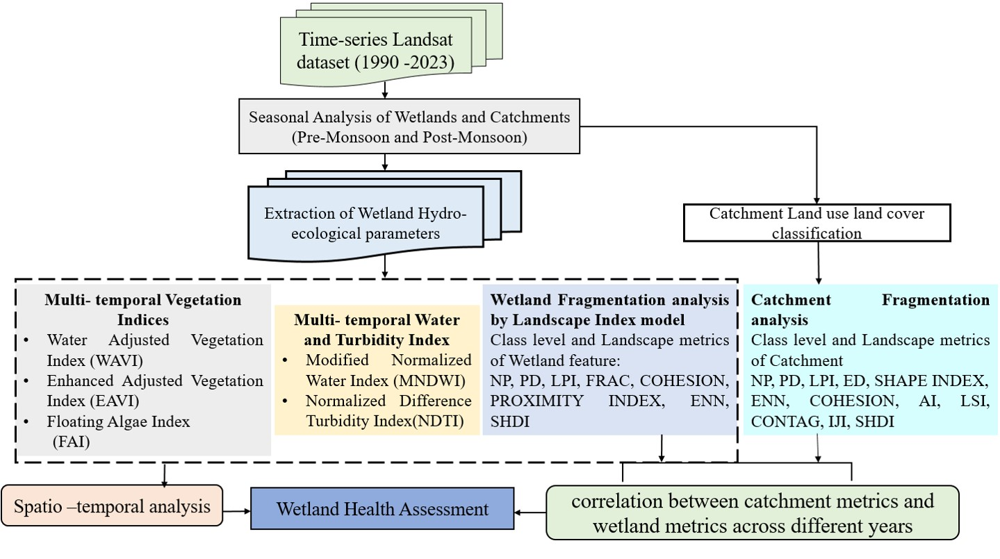 Time-series Landsat
dataset (1990 -2023)
Seasonal Analysis of Wetlands and Catchments
(Pre-Monsoon and Post-Monsoon)
Extraction of Wetland Hydro-
ecological parameters
Catchment Land use land cover
classification
Multi- temporal Vegetation
Indices
• Water Adjusted Vegetation
Index (WAVI)
• Enhanced Adjusted Vegetation
Index (EAVI)
• Floating Algae Index
(FAI)
Multi- temporal Water
and Turbidity Index
• Modified Normalized
Water Index (MNDWI)
• Normalized Difference
Turbidity Index(NDTI)
Wetland Fragmentation analysis
by Landscape Index model
Class level and Landscape metrics
of Wetland feature:
NP, PD, LPI, FRAC, COHESION,
PROXIMITY INDEX, ENN,
SHDI
Catchment Fragmentation
analysis
Class level and Landscape metrics
of Catchment
NP, PD, LPI, ED, SHAPE INDEX,
ENN, COHESION, AI, LSI,
CONTAG, IJI, SHDI
Spatio –temporal analysis
Wetland Health Assessment
correlation between catchment metrics and
wetland metrics across different years